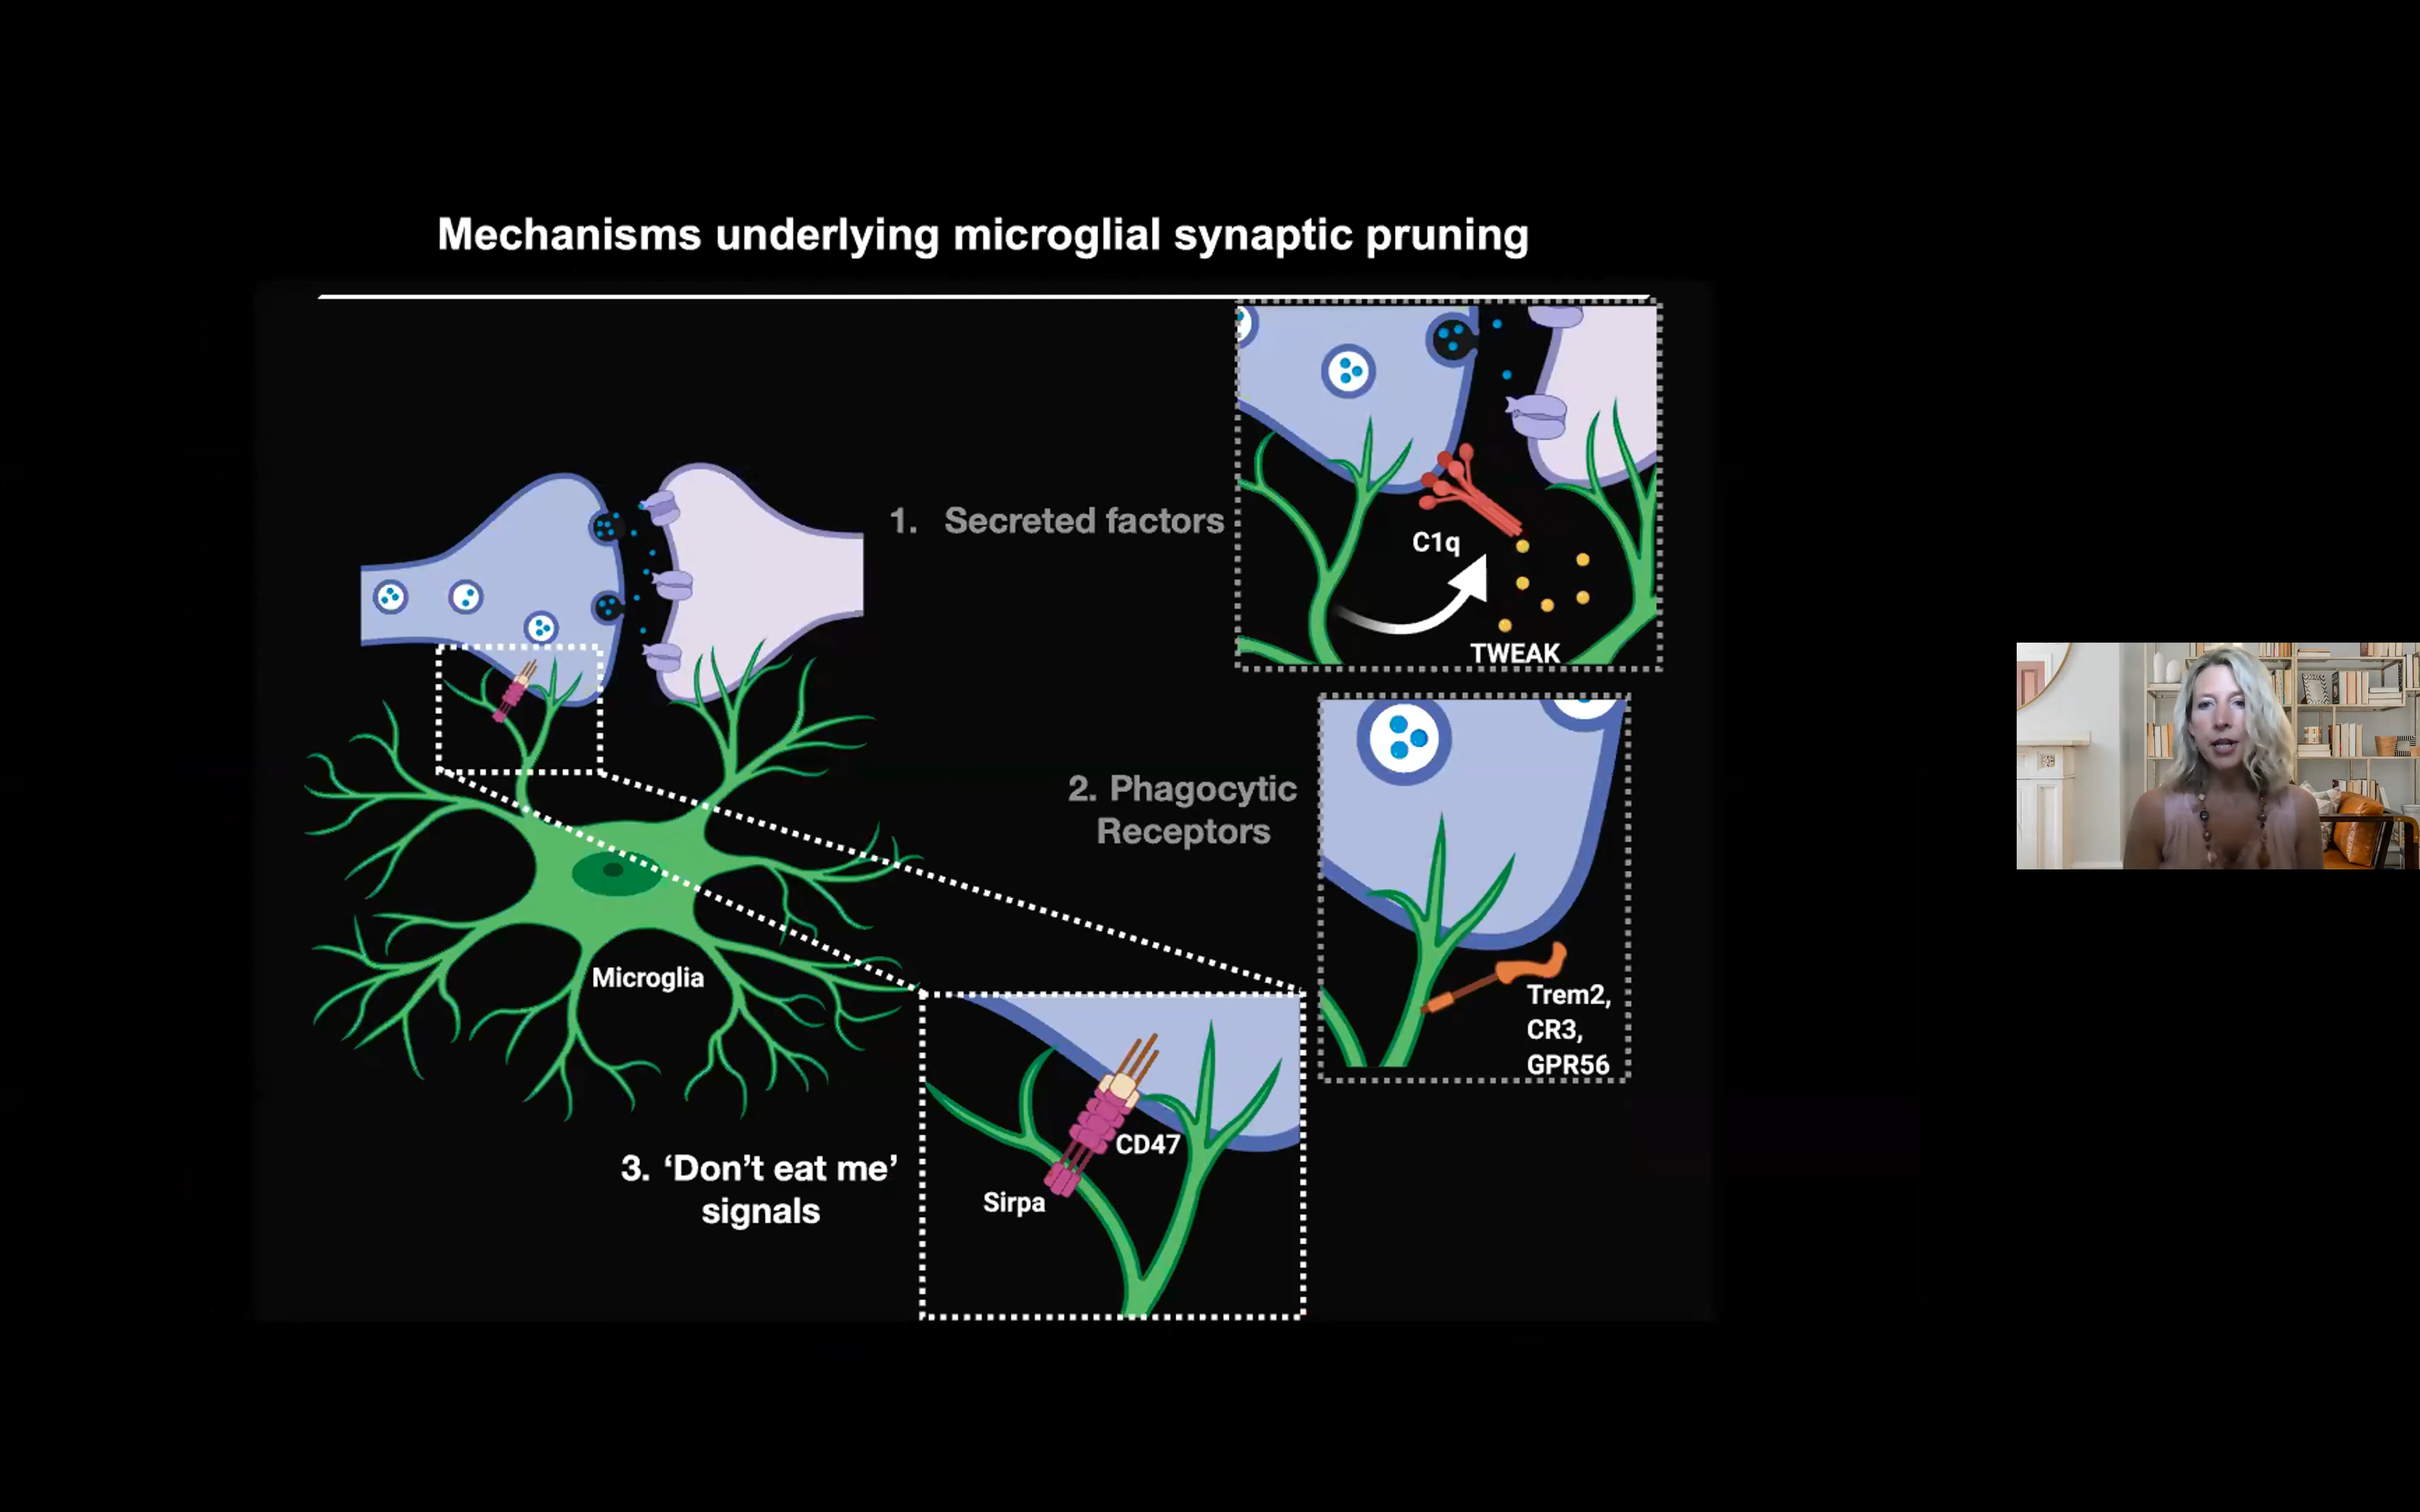 Mechanisms underlying microglial synaptic pruning
1. Secreted factors
C1q
TWEAK
2. Phagocytic
Receptors
Trem2,
CR3,
GPR56
Microglia
3. ‘Don’t eat me’
signals
CD47
Sirpa